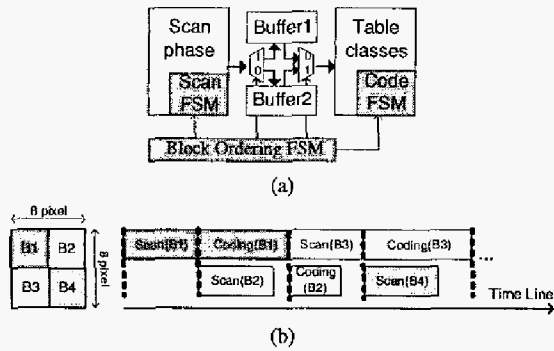 Scan
phase
Scan
FSM
Buffer1
1
0
0
1
Buffer2
Table
classes
Code
FSM
Block Ordering FSM
(a)
8 pixel
B1
B2
B3
B4
8 pixel
Scan(B1)
Coding(B1)
Scan(B3)
Coding(B3)
...
Scan(B2)
Coding
(B2)
Scan(B4)
Time Line
(b)